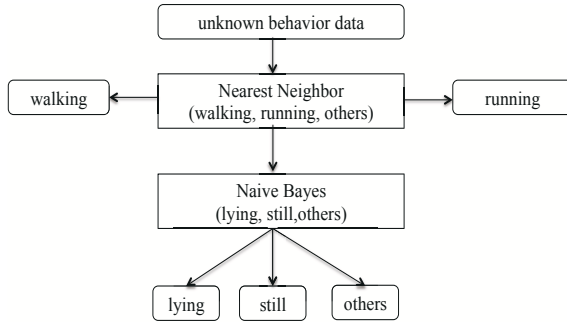 unknown behavior data
walking
Nearest Neighbor
(walking, running, others)
running
Naive Bayes
(lying, still,others)
lying
still
others